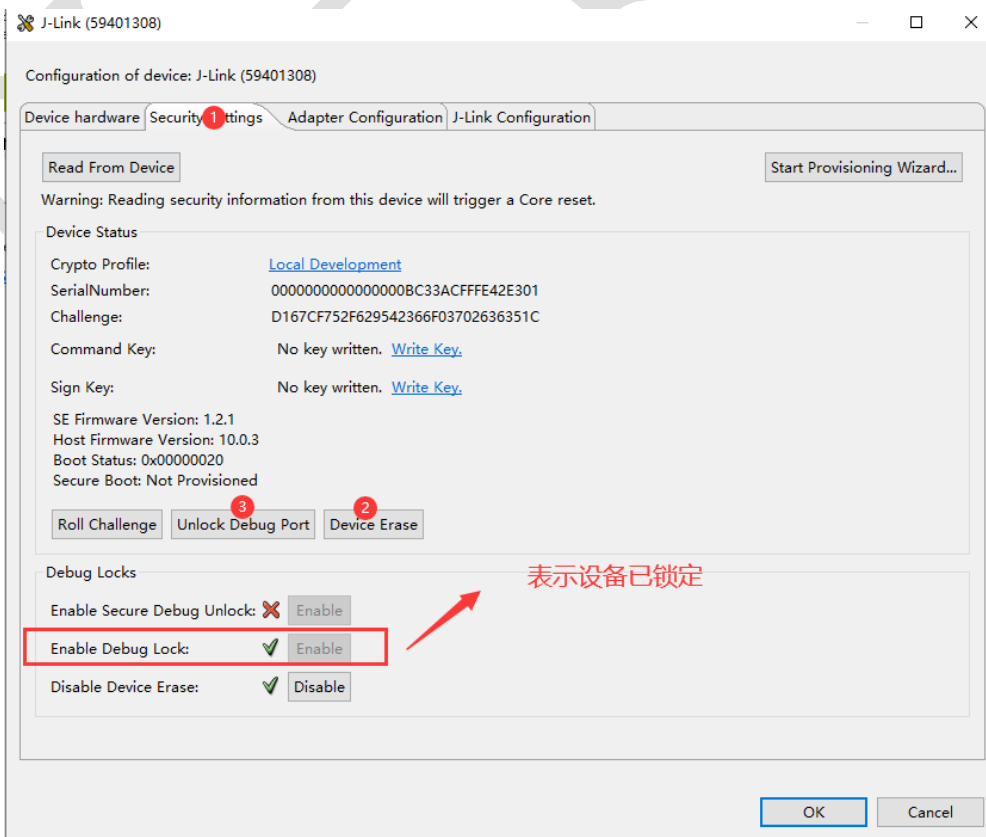 J-Link (59401308)
Configuration of device: J-Link (59401308)
Device hardware Security ttings Adapter Configuration J-Link Configuration
1
Read From Device Start Provisioning Wizard...
Warning: Reading security information from this device will trigger a Core reset.
Device Status
Crypto Profile: Local Development
SerialNumber: 0000000000000000BC33ACFFFE42E301
Challenge: D167CF752F629542366F03702636351C
Command Key: No key written. Write Key.
Sign Key: No key written. Write Key.
SE Firmware Version: 1.2.1
Host Firmware Version: 10.0.3
Boot Status: 0x00000020
Secure Boot: Not Provisioned
3 2
Roll Challenge Unlock Debug Port Device Erase
Debug Locks
表示设备已锁定
Enable Secure Debug Unlock: Enable
Enable Debug Lock: Enable
Disable Device Erase: Disable
OK Cancel